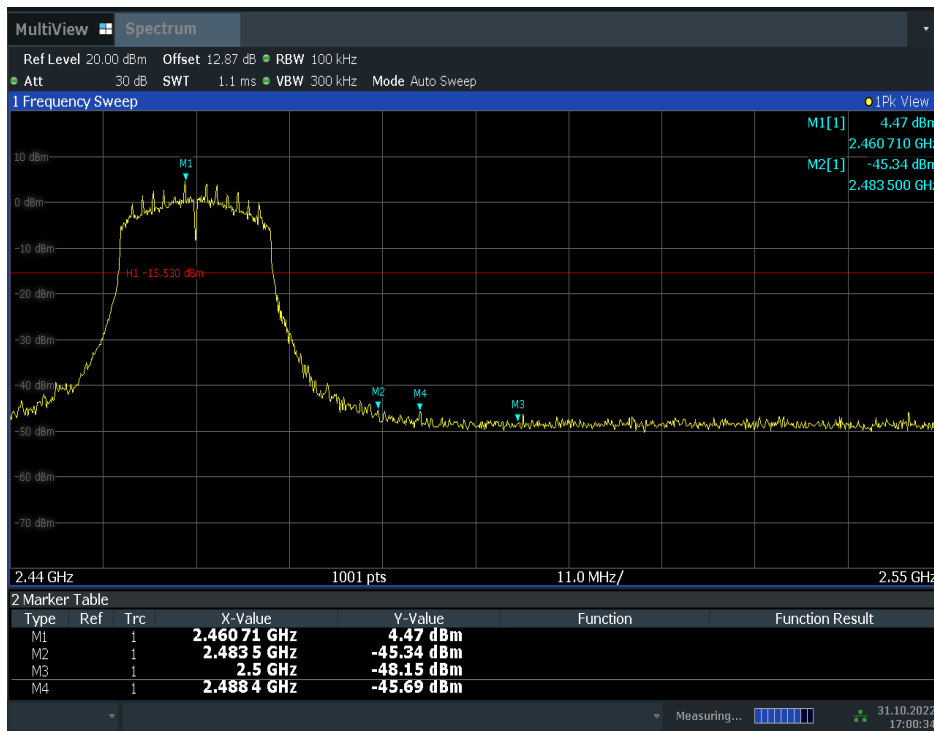 MultiView Spectrum
Ref Level 20.00 dBm Offset 12.87 dB RBW 100 kHz
Att 30 dB SWT 1.1 ms VBW 300 kHz Mode Auto Sweep
1 Frequency Sweep 1Pk View
M1[1] 4.47 dBm
2.460 710 GHz
M2[1] -45.34 dBm
2.483 500 GHz
10 dBm
M1
0 dBm
-10 dBm
H1 -15.530 dBm
-20 dBm
-30 dBm
-40 dBm
M2 M4 M3
-50 dBm
-60 dBm
-70 dBm
2.44 GHz 1001 pts 11.0 MHz/ 2.55 GHz
2 Marker Table
Type Ref Trc X-Value Y-Value Function Function Result
M1 1 2.460 71 GHz 4.47 dBm
M2 1 2.483 5 GHz -45.34 dBm
M3 1 2.5 GHz -48.15 dBm
M4 1 2.488 4 GHz -45.69 dBm
Measuring... 31.10.2022
17:00:34